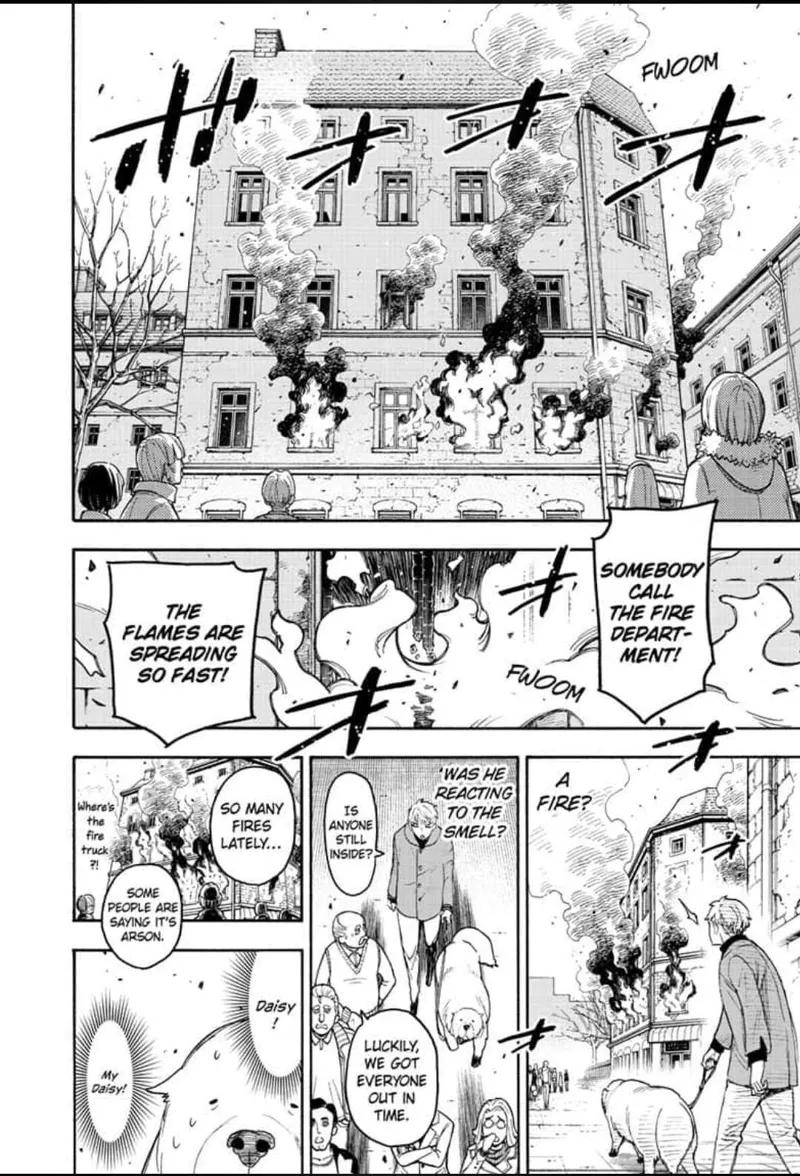 FWOOM
SOMEBODY
CALL
THE FIRE
DEPART-
MENT!
THE
FLAMES ARE
SPREADING
SO FAST!
FWOOM
A
FIRE?
WAS HE
REACTING
TO THE
SMELL?
IS
ANYONE
STILL
INSIDE?
LUCKILY,
WE GOT
EVERYONE
OUT IN
TIME.
SO MANY
FIRES
LATELY...
Where's
the
fire
truck
?!
SOME
PEOPLE ARE
SAYING IT'S
ARSON.
Daisy
!
My
Daisy!